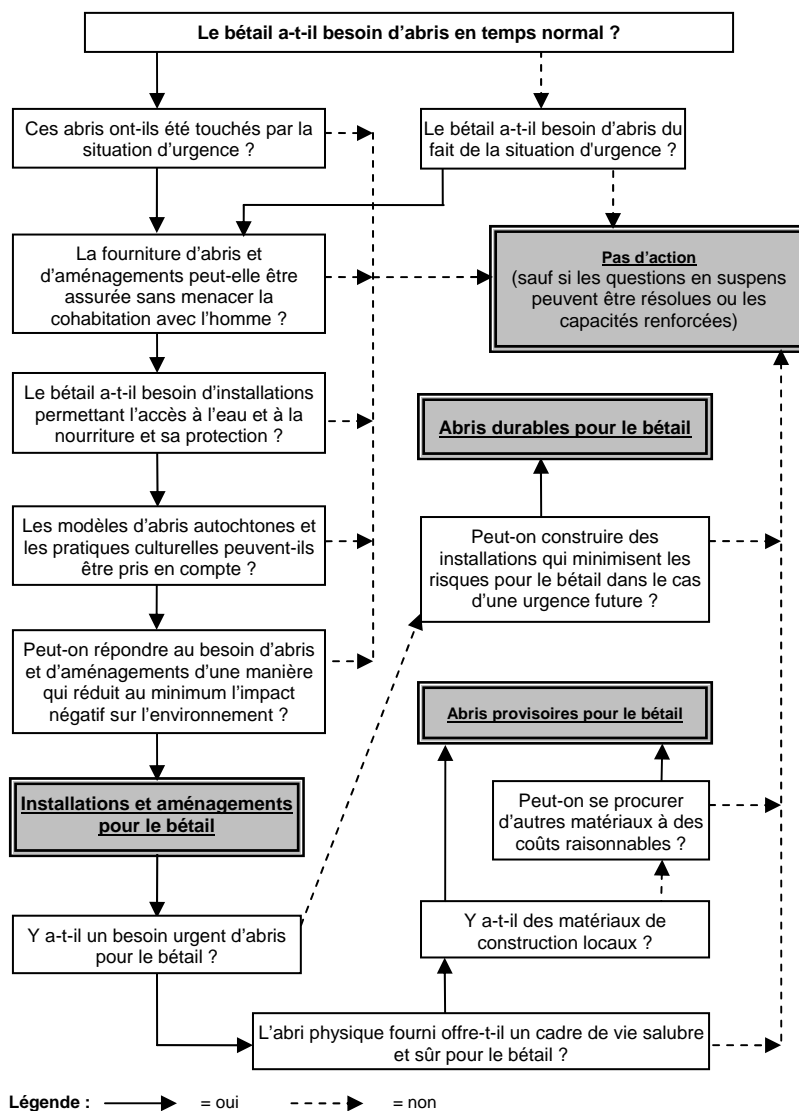 Le bétail a-t-il besoin d'abris en temps normal ?
Ces abris ont-ils été touchés par la
situation d'urgence ?
Le bétail a-t-il besoin d'abris du
fait de la situation d'urgence ?
La fourniture d'abris et
d'aménagements peut-elle être
assurée sans menacer la
cohabitation avec l'homme ?
Pas d'action
(sauf si les questions en suspens
peuvent être résolues ou les
capacités renforcées)
Le bétail a-t-il besoin d'installations
permettant l'accès à l'eau et à la
nourriture et sa protection ?
Abris durables pour le bétail
Les modèles d'abris autochtones et
les pratiques culturelles peuvent-ils
être pris en compte ?
Peut-on construire des
installations qui minimisent les
risques pour le bétail dans le cas
d'une urgence future ?
Peut-on répondre au besoin d'abris
et d'aménagements d'une manière
qui réduit au minimum l'impact
négatif sur l'environnement ?
Abris provisoires pour le bétail
Installations et aménagements
pour le bétail
Peut-on se procurer
d'autres matériaux à des
coûts raisonnables ?
Y a-t-il un besoin urgent d'abris
pour le bétail ?
Y a-t-il des matériaux de
construction locaux ?
L'abri physique fourni offre-t-il un cadre de vie salubre
et sûr pour le bétail ?
Légende : = oui = non